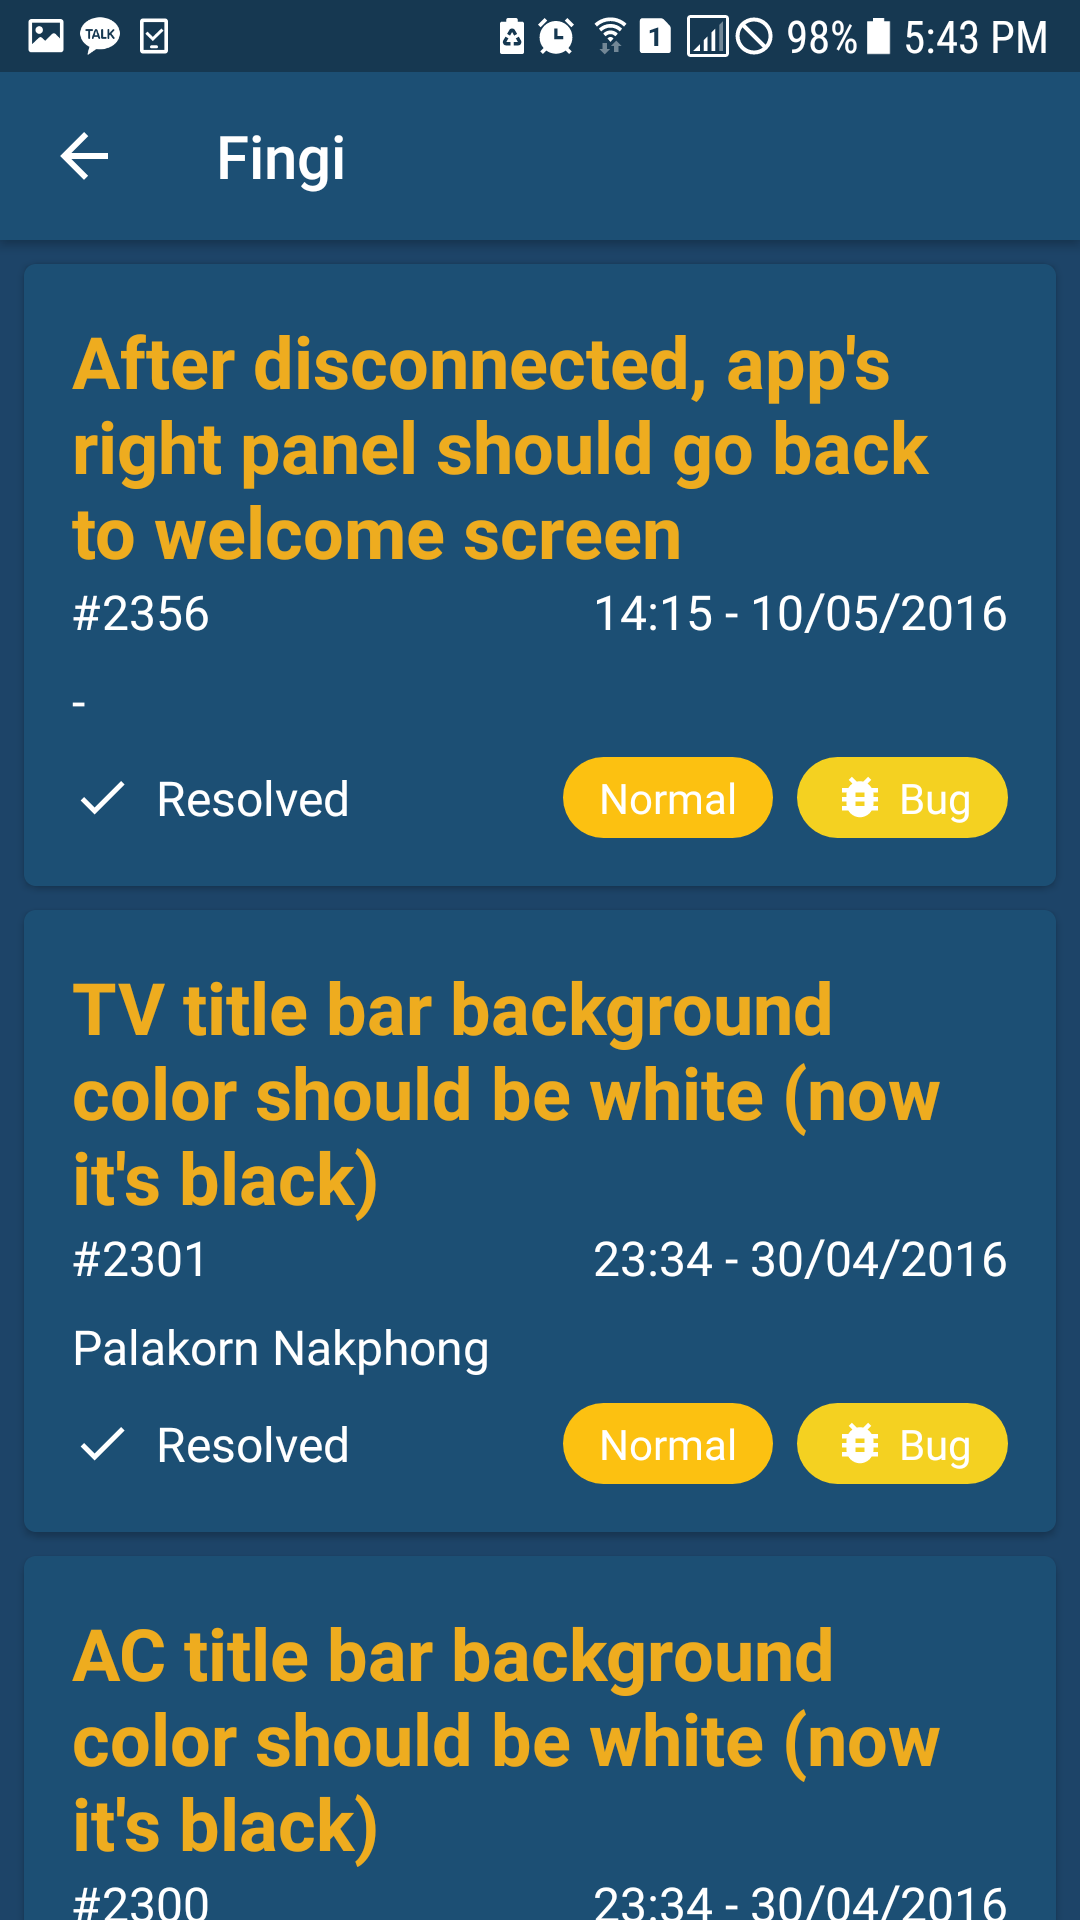 TALK 1 98% 5:43 PM
Fingi
After disconnected, app's
right panel should go back
to welcome screen
#2356 14:15 - 10/05/2016
-
Resolved Normal Bug
TV title bar background
color should be white (now
it's black)
#2301 23:34 - 30/04/2016
Palakorn Nakphong
Resolved Normal Bug
AC title bar background
color should be white (now
it's black)
#2300 23:34 - 30/04/2016